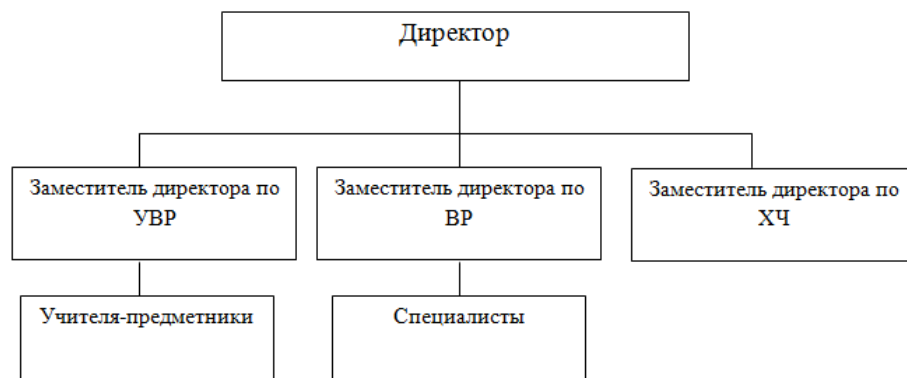 Директор
Заместитель директора по
УВР
Заместитель директора по
ВР
Заместитель директора по
ХЧ
Учителя-предметники
Специалисты